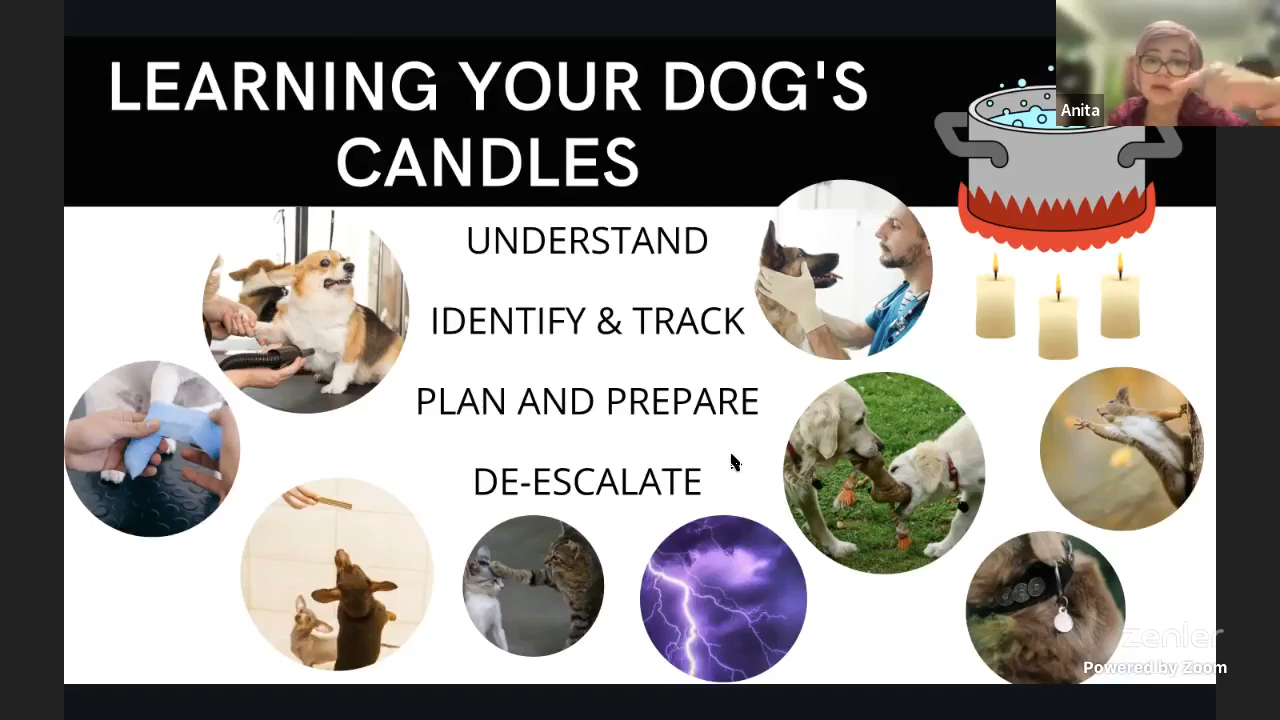 LEARNING YOUR DOG'S
CANDLES
Anita
UNDERSTAND
IDENTIFY & TRACK
PLAN AND PREPARE
DE-ESCALATE
zenler
Powered by Zoom